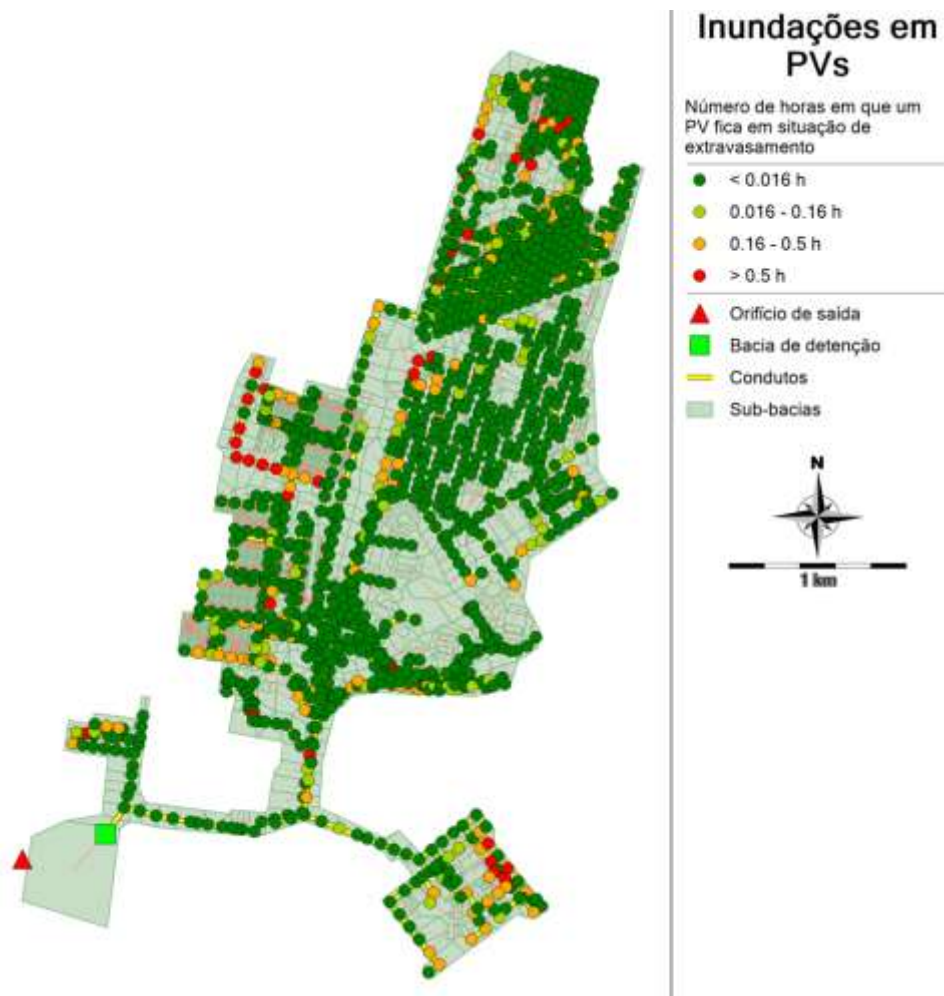 Inundações em
PVs
Número de horas em que um
PV fica em situação de
extravasamento
< 0.016 h
0.016 - 0.16 h
0.16 - 0.5 h
> 0.5 h
Orifício de saída
Bacia de detenção
Condutos
Sub-bacias
N
1 km